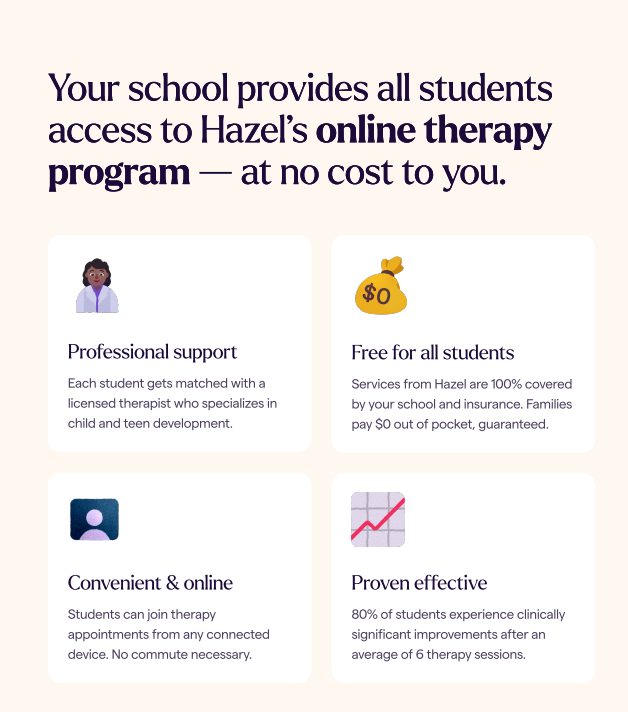 Your school provides all students
access to Hazel’s online therapy
program — at no cost to you.
Professional support
Each student gets matched with a
licensed therapist who specializes in
child and teen development.
$0
Free for all students
Services from Hazel are 100% covered
by your school and insurance. Families
pay $0 out of pocket, guaranteed.
Convenient & online
Students can join therapy
appointments from any connected
device. No commute necessary.
Proven effective
80% of students experience clinically
significant improvements after an
average of 6 therapy sessions.